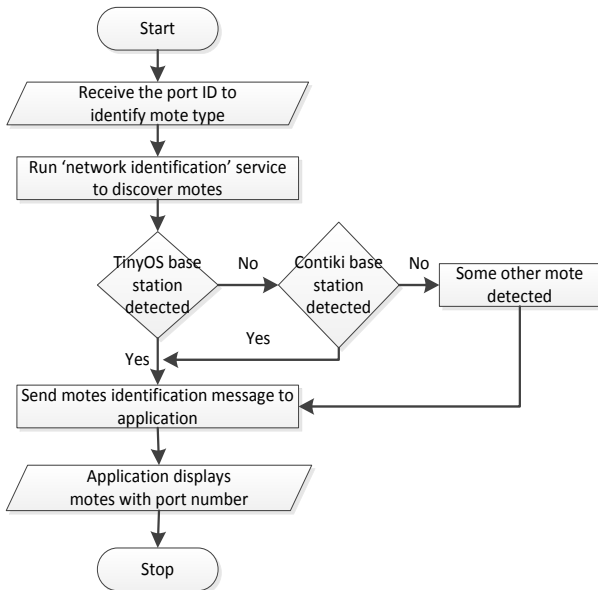 Start
Receive the port ID to
identify mote type
Run ‘network identification’ service
to discover motes
TinyOS base
station
detected
No
Contiki base
station
detected
No
Some other mote
detected
Yes
Yes
Send motes identification message to
application
Application displays
motes with port number
Stop